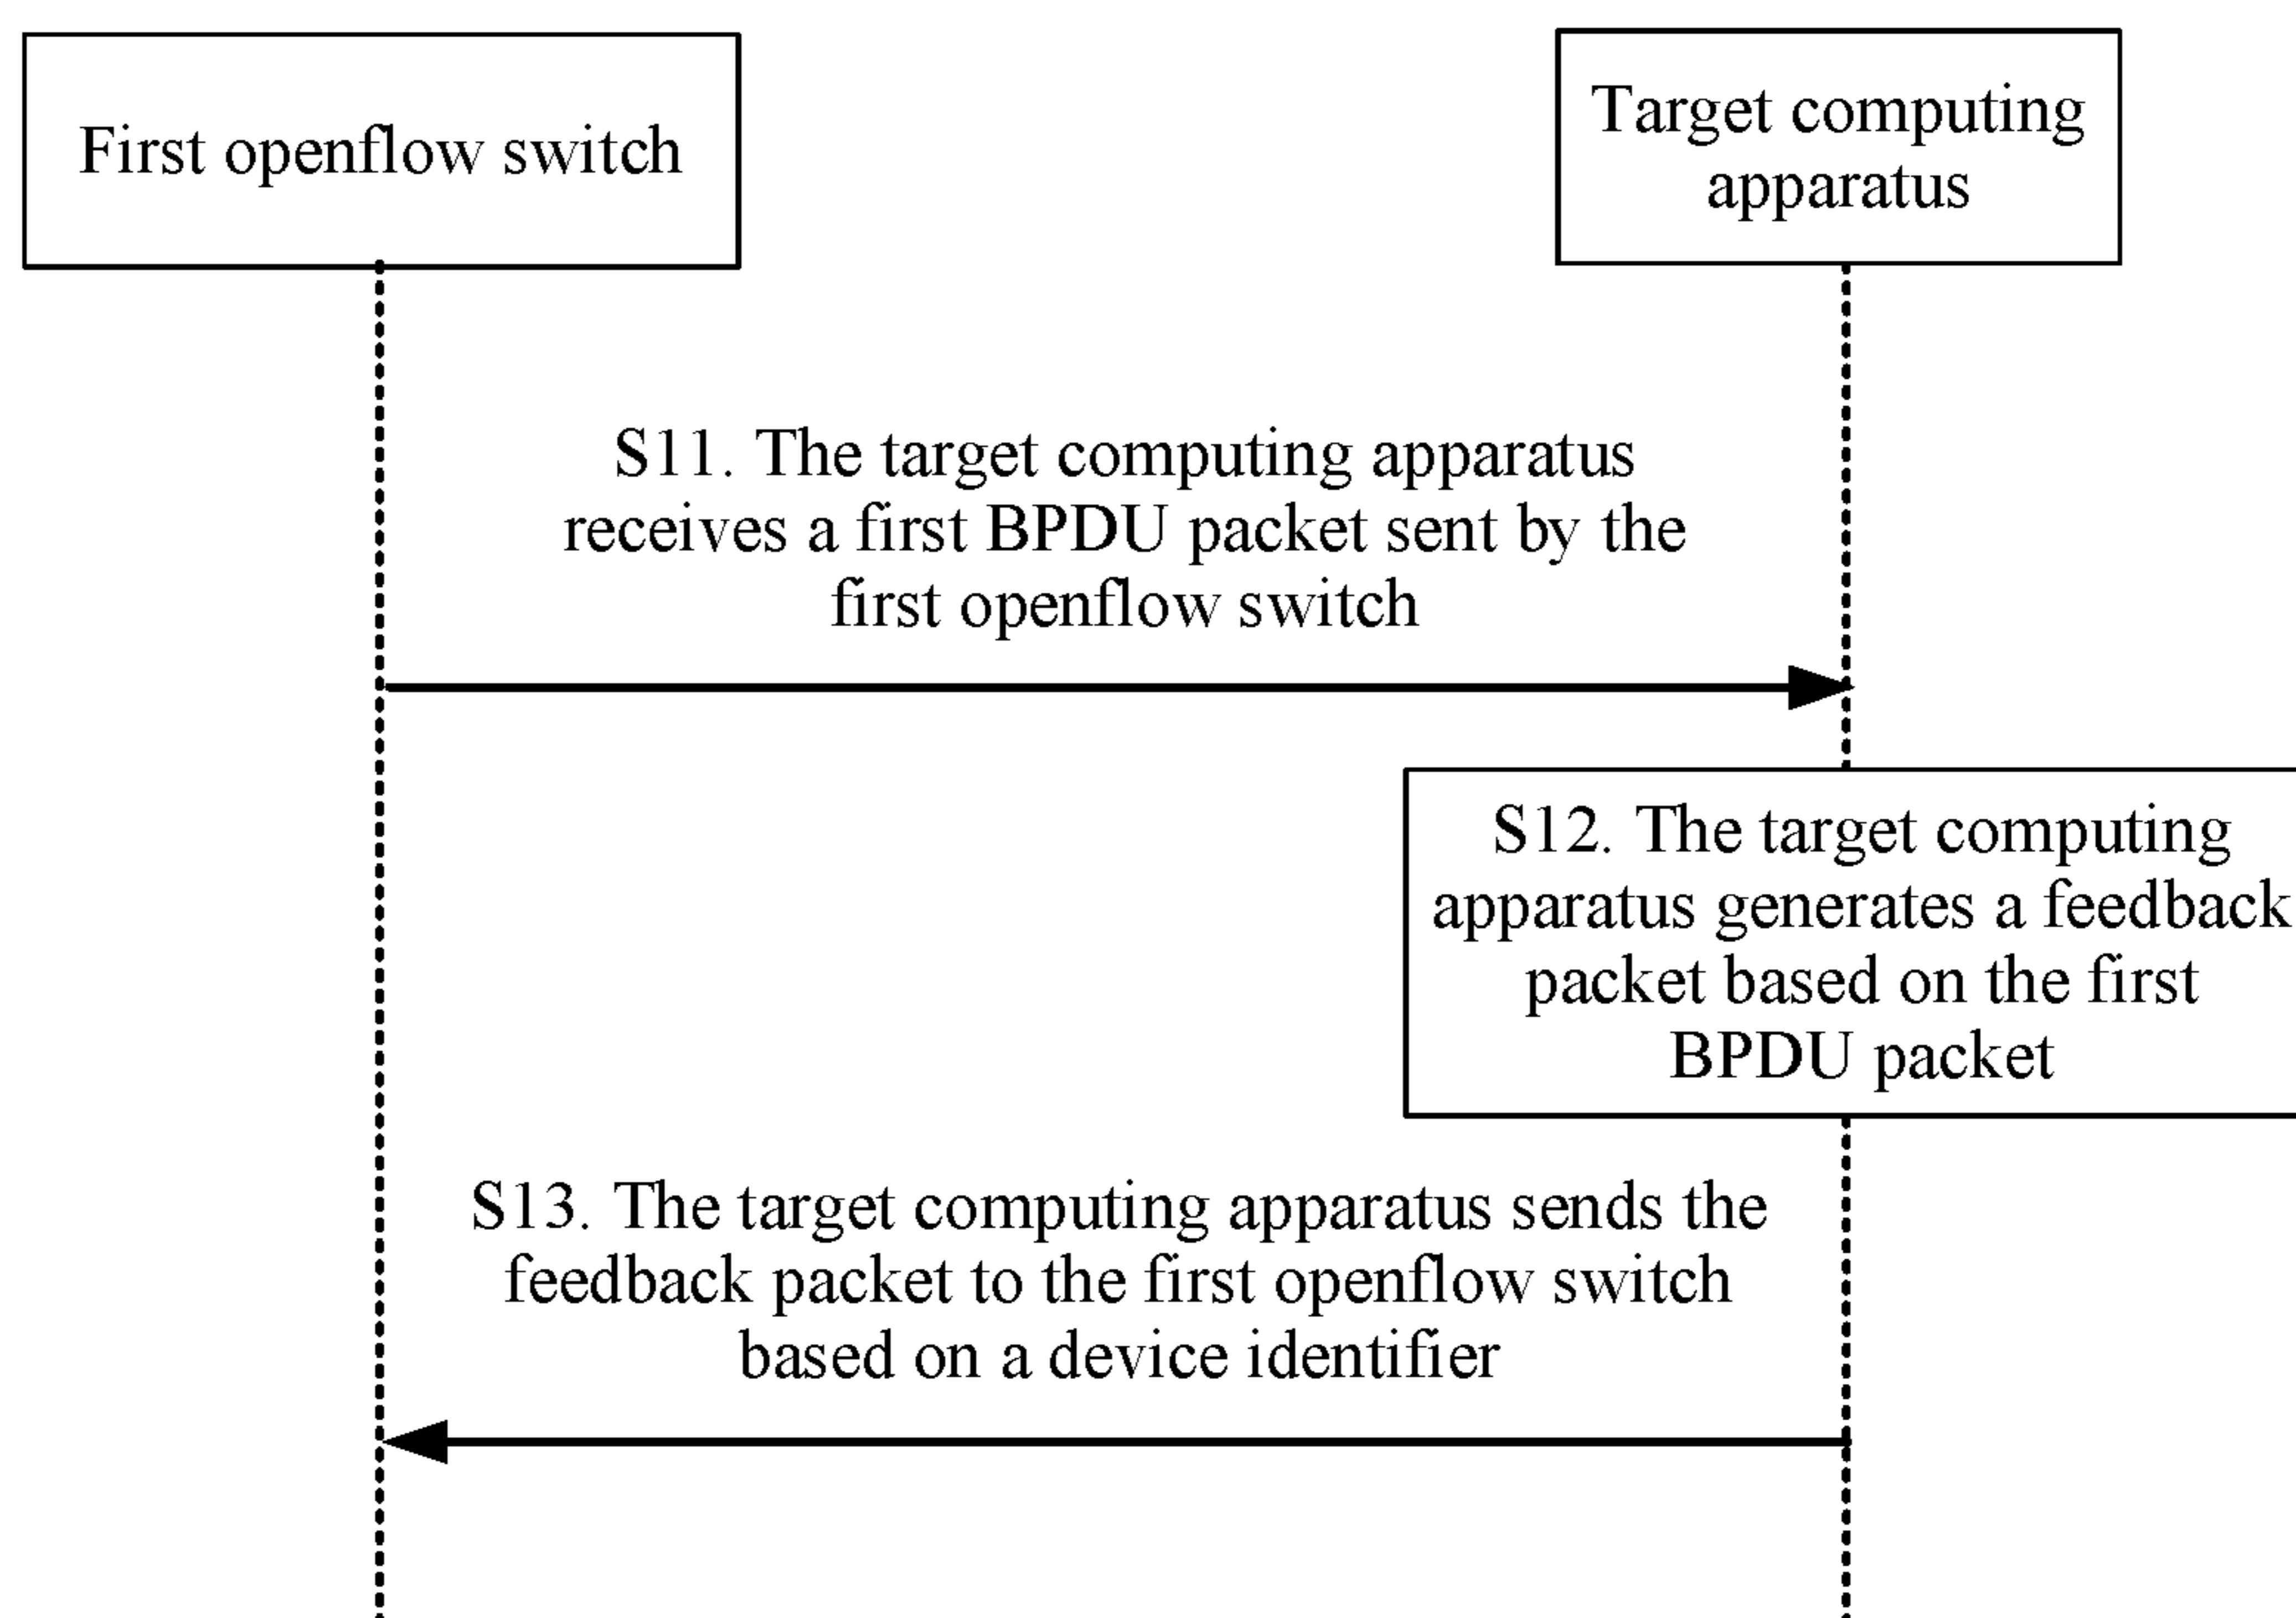 First openflow switch
Target computing
apparatus
S11. The target computing apparatus
receives a first BPDU packet sent by the
first openflow switch
S12. The target computing
apparatus generates a feedback
packet based on the first
BPDU packet
S13. The target computing apparatus sends the
feedback packet to the first openflow switch
based on a device identifier